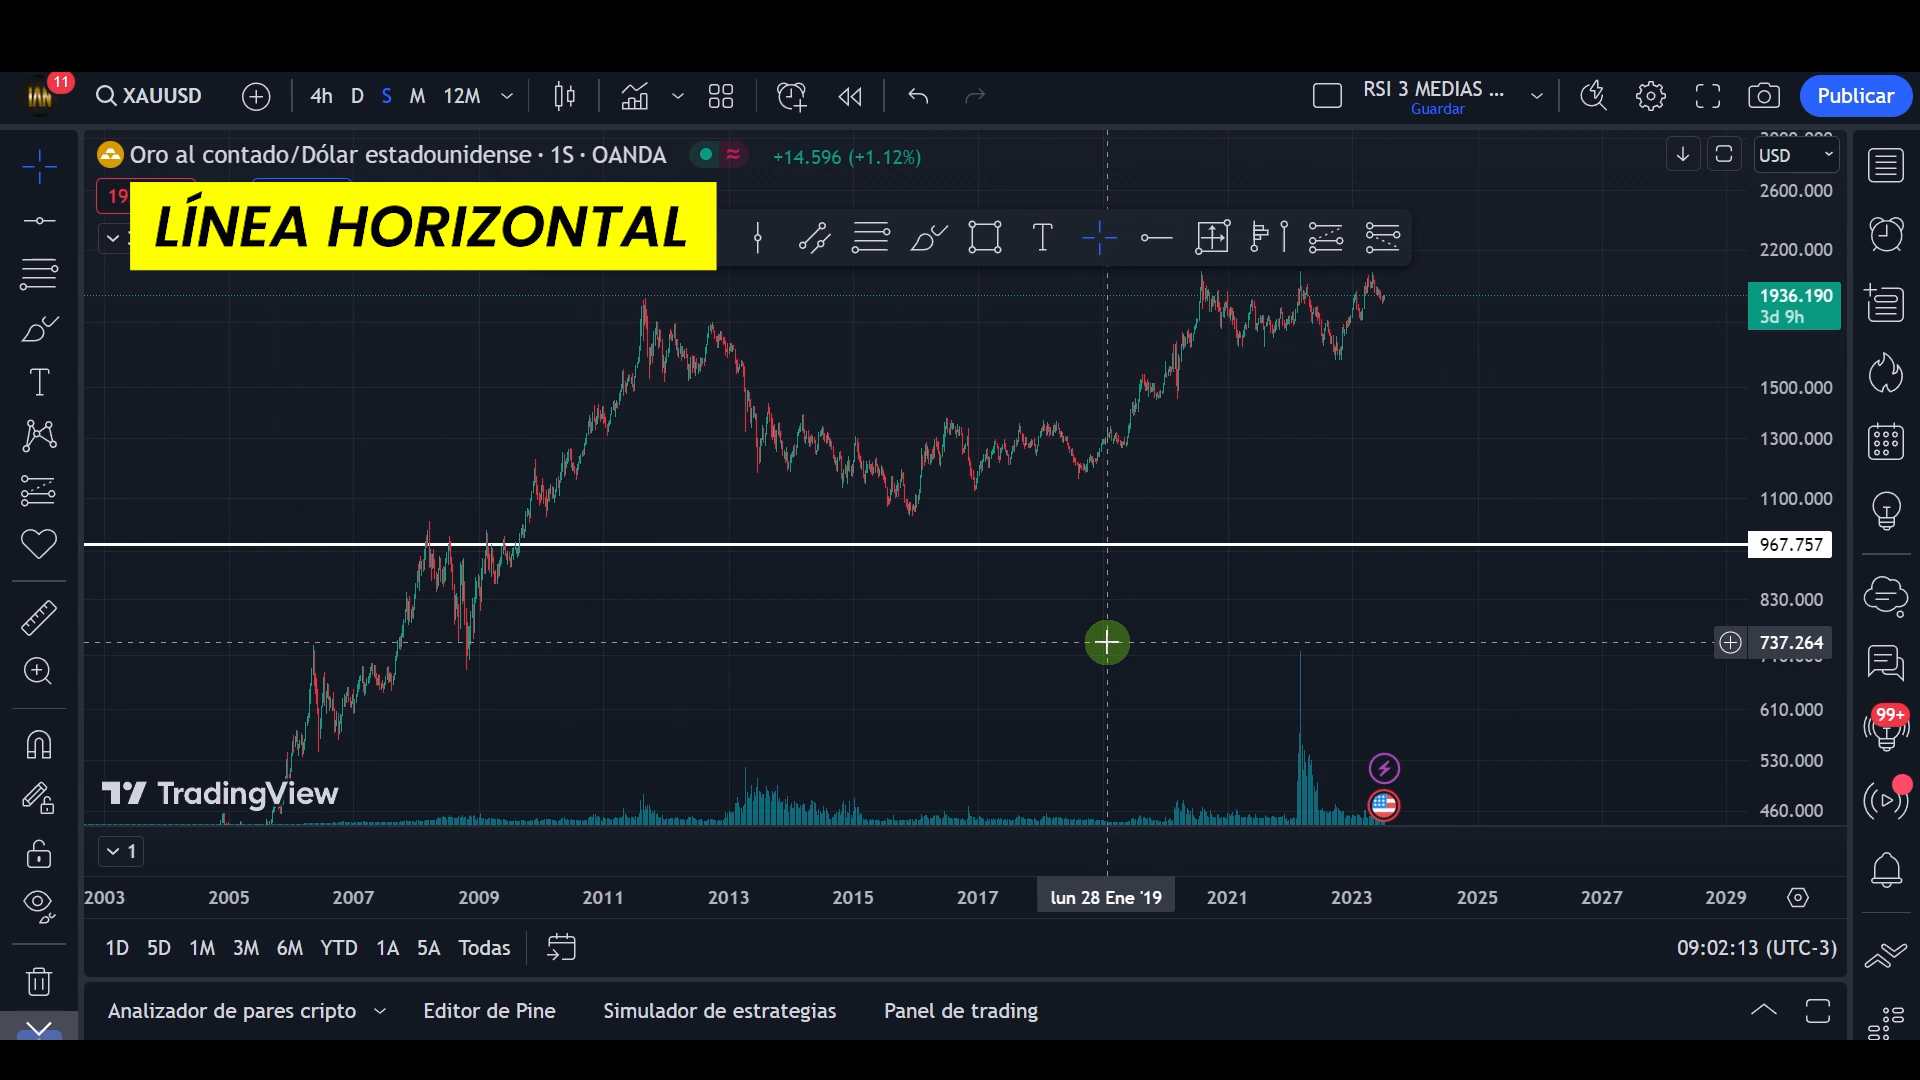 IAN 11
XAUUSD
4h D S M 12M
RSI 3 MEDIAS ...
Guardar
Publicar
Oro al contado/Dólar estadounidense · 1S · OANDA
+14.596 (+1.12%)
USD
19
LÍNEA HORIZONTAL
2600.000
2200.000
1936.190
3d 9h
1500.000
1300.000
1100.000
967.757
830.000
737.264
610.000
530.000
460.000
99+
TradingView
1
2003 2005 2007 2009 2011 2013 2015 2017 lun 28 Ene '19 2021 2023 2025 2027 2029
1D 5D 1M 3M 6M YTD 1A 5A Todas
09:02:13 (UTC-3)
Analizador de pares cripto Editor de Pine Simulador de estrategias Panel de trading